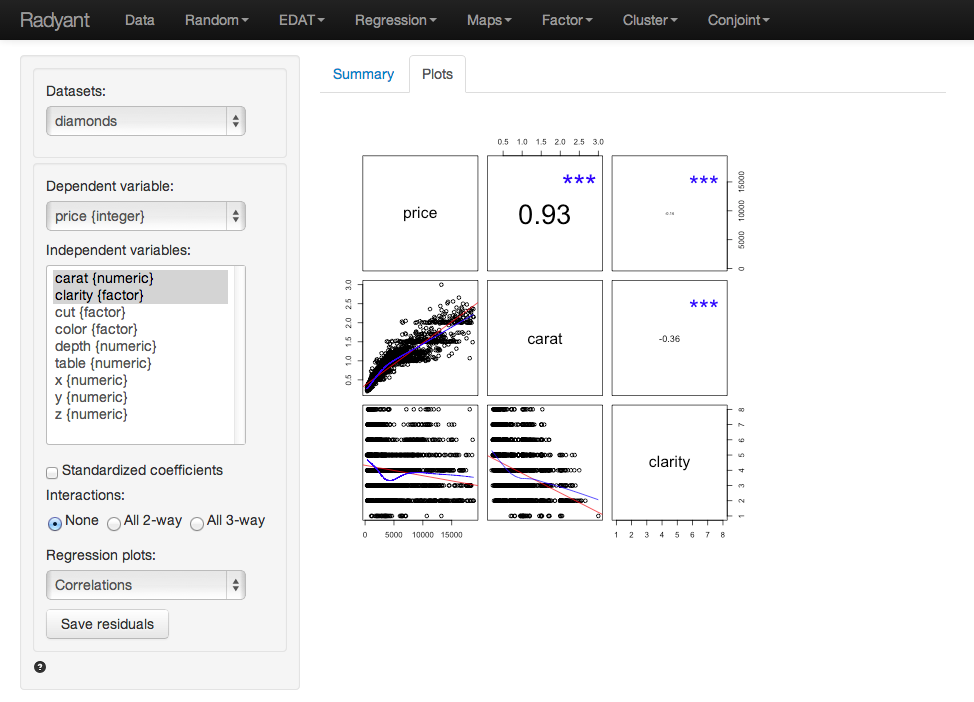 Radyant Data Random EDAT Regression Maps Factor Cluster Conjoint
Datasets:
diamonds
Dependent variable:
price {integer}
Independent variables:
carat {numeric}
clarity {factor}
cut {factor}
color {factor}
depth {numeric}
table {numeric}
x {numeric}
y {numeric}
z {numeric}
Standardized coefficients
Interactions:
None All 2-way All 3-way
Regression plots:
Correlations
Save residuals
?
Summary Plots
0.5 1.0 1.5 2.0 2.5 3.0
price
***
0.93
***
0 5000 10000 15000
0.5 1.0 1.5 2.0 2.5 3.0
carat
***
-0.36
clarity
1 2 3 4 5 6 7 8
0 5000 10000 15000
1 2 3 4 5 6 7 8